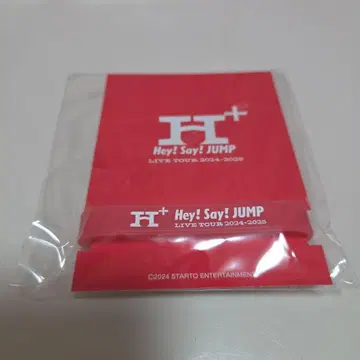 H+
Hey! Say! JUMP
LIVE TOUR 2024-2025
H+ Hey! Say! JUMP
LIVE TOUR 2024-2025
©2024 STARTO ENTERTAINMENT